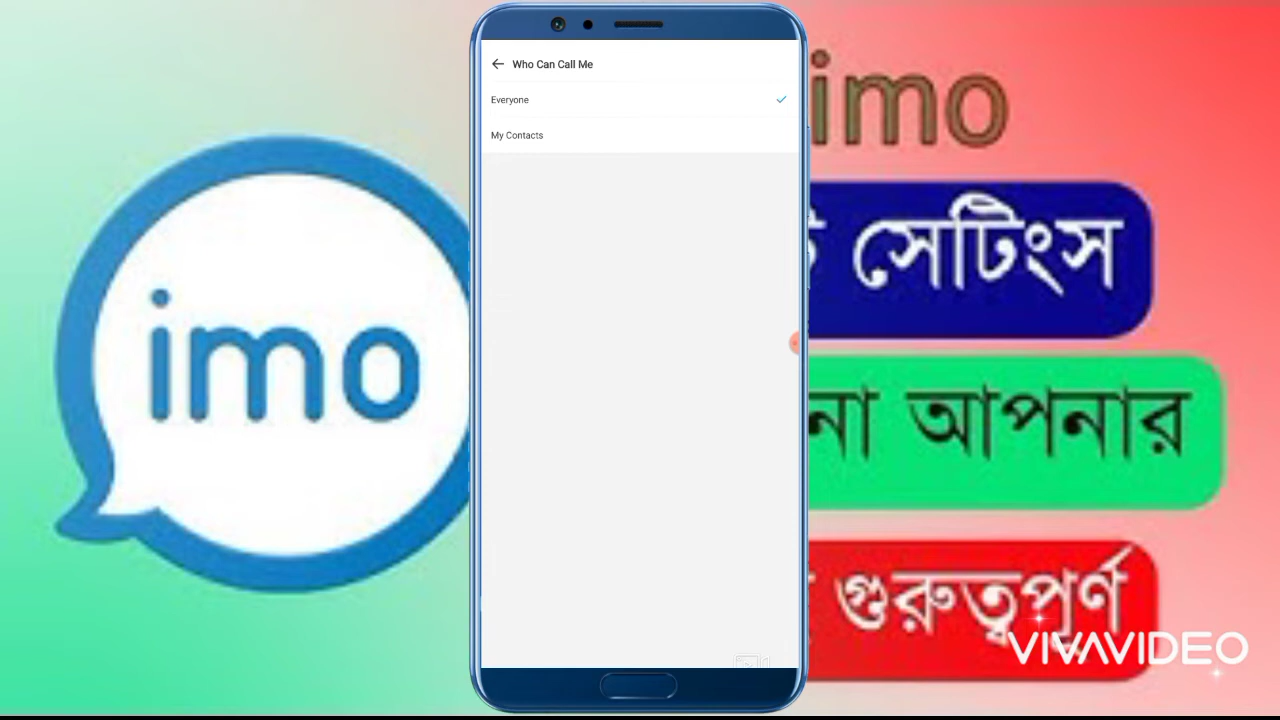 Who Can Call Me
Everyone
My Contacts
imo
imo
সেটিংস
না আপনার
গুরুত্বপূর্ণ
VIVAVIDEO